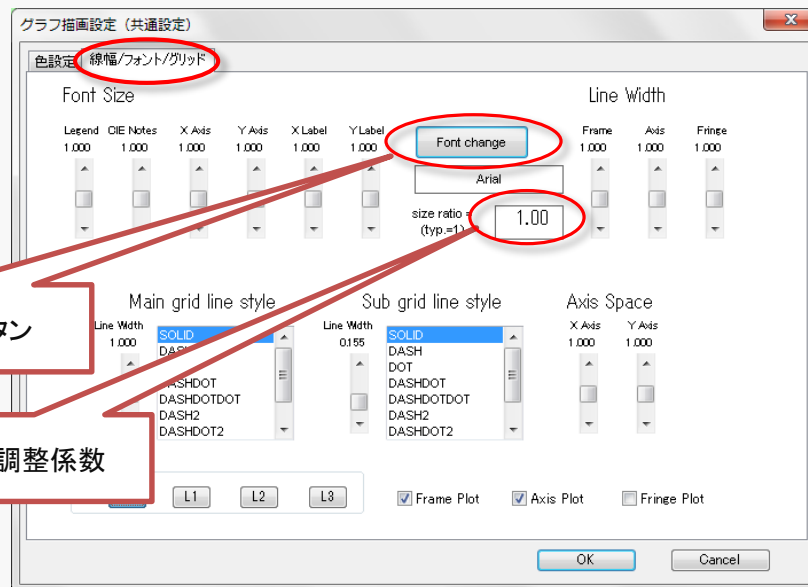 グラフ描画設定（共通設定）
色設定 線幅/フォント/グリッド
Font Size
Line Width
Legend CIE Notes X Axis Y Axis X Label Y Label
1.000 1.000 1.000 1.000 1.000 1.000
Font change
Arial
size ratio =
(typ.=1)
1.00
Frame Axis Fringe
1.000 1.000 1.000
タン
調整係数
Main grid line style
Line Width
1.000
SOLID
DASHDOT
DASHDOTDOT
DASH2
DASHDOT2
Sub grid line style
Line Width
0.155
SOLID
DASH
DOT
DASHDOT
DASHDOTDOT
DASH2
DASHDOT2
Axis Space
X Axis Y Axis
1.000 1.000
L1 L2 L3
Frame Plot Axis Plot Fringe Plot
OK Cancel